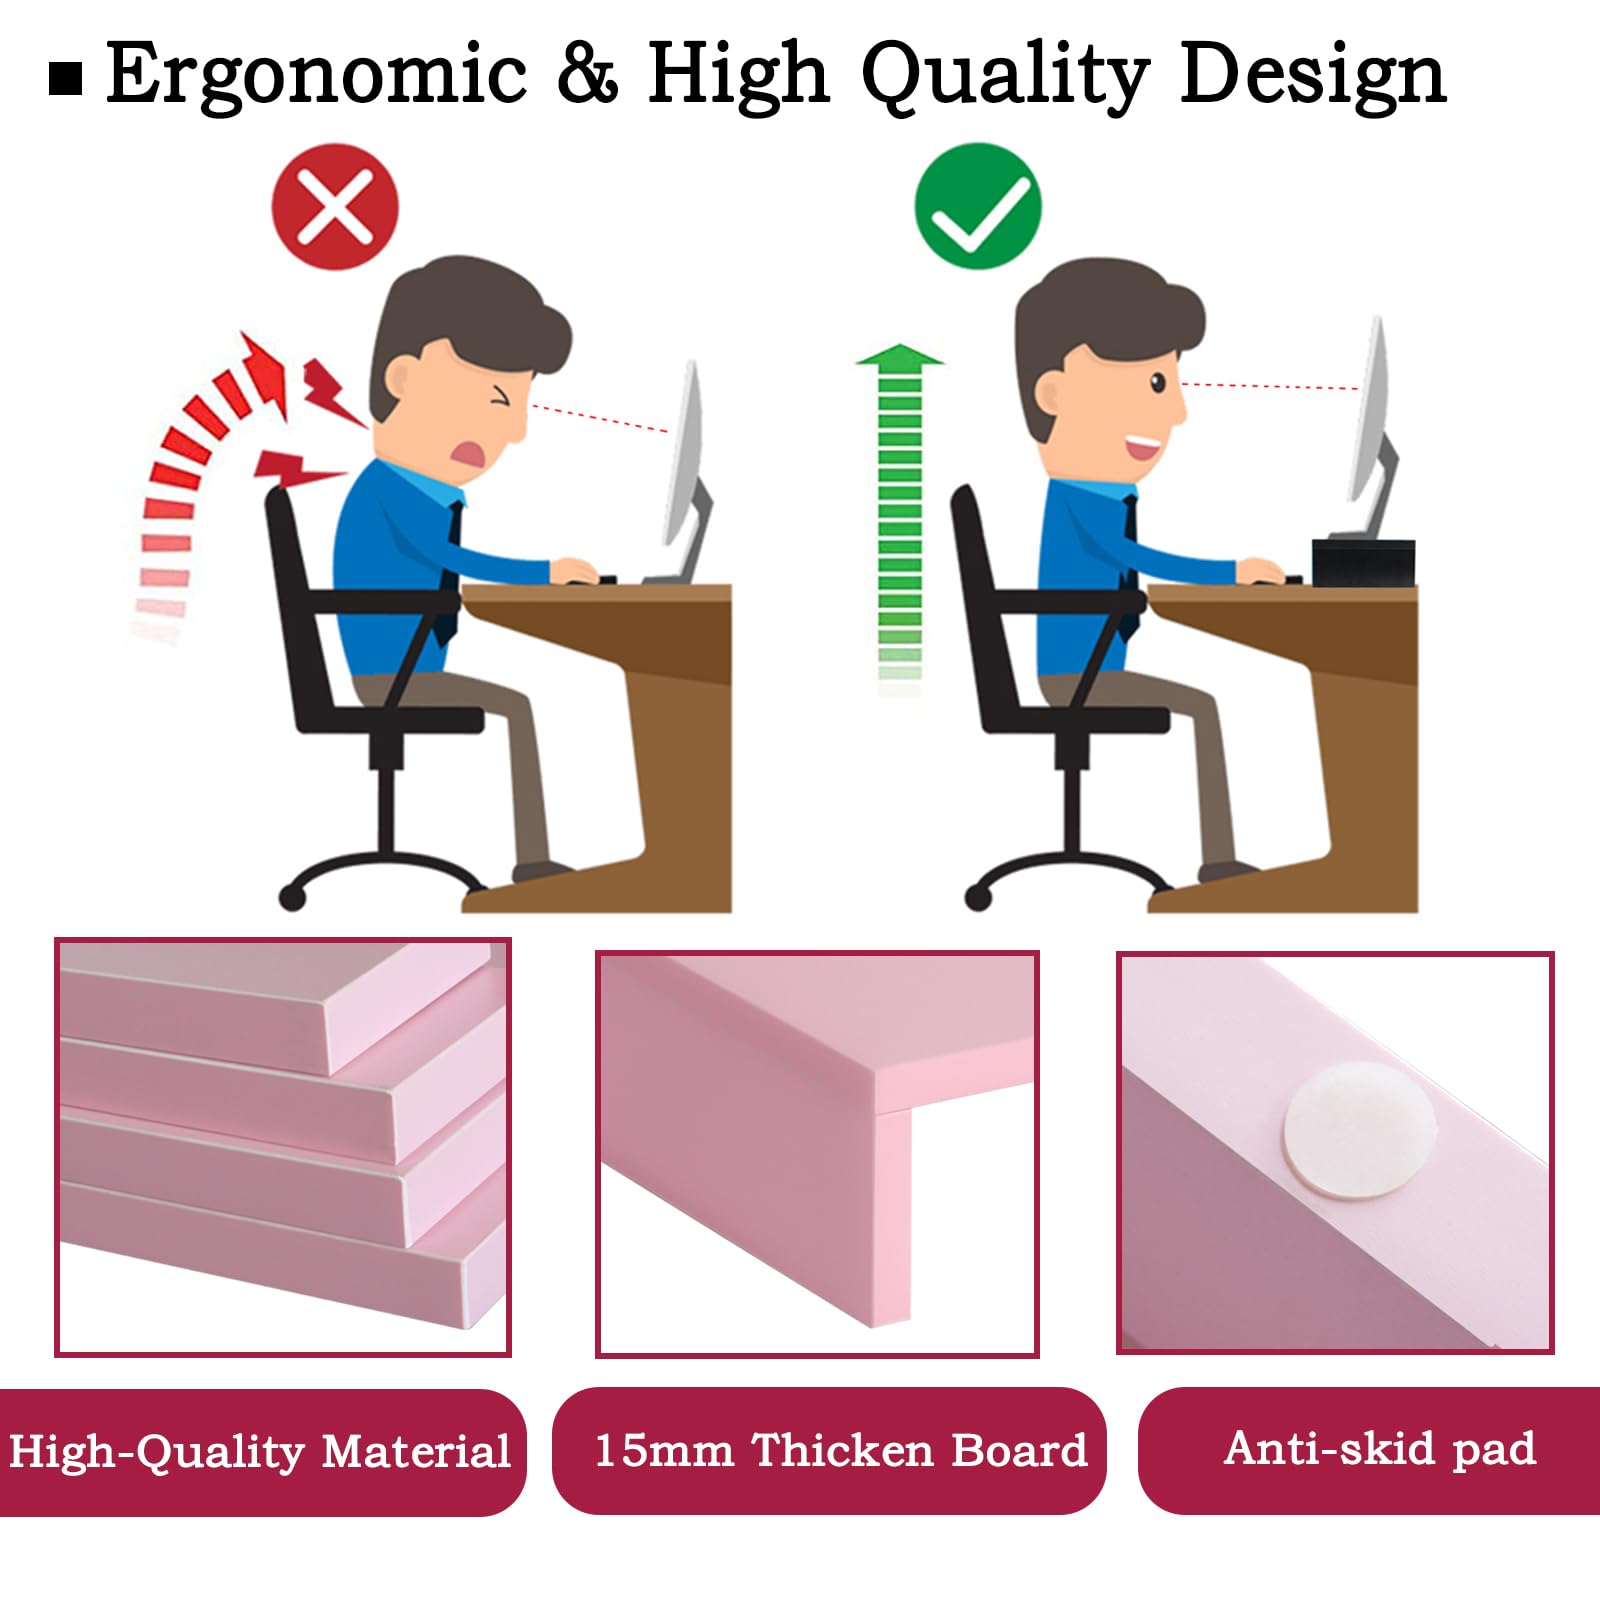 ■ Ergonomic & High Quality Design
High-Quality Material
15mm Thicken Board
Anti-skid pad